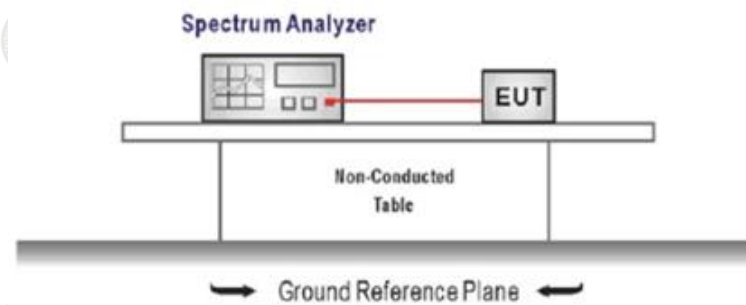 Spectrum Analyzer
EUT
Non-Conducted
Table
Ground Reference Plane